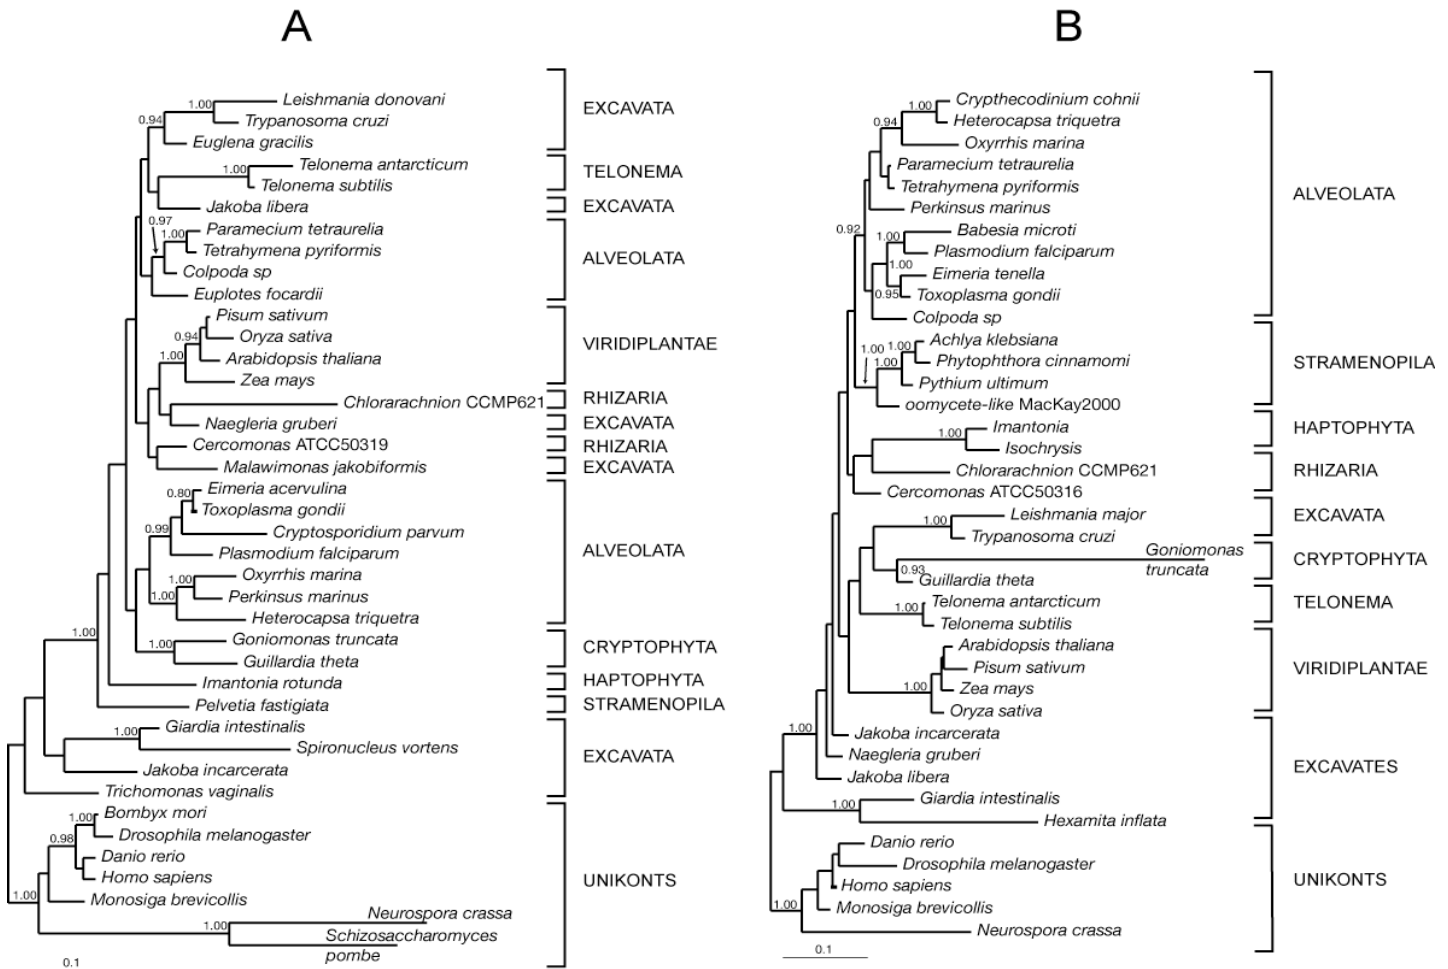 A
1.00
Leishmania donovani
0.94
Trypanosoma cruzi
EXCAVATA
Euglena gracilis
1.00
Telonema antarcticum
Telonema subtilis
TELONEMA
Jakoba libera
EXCAVATA
0.97
1.00
Paramecium tetraurelia
Tetrahymena pyriformis
Colpoda sp
ALVEOLATA
Euplotes focardii
Pisum sativum
0.94
Oryza sativa
1.00
Arabidopsis thaliana
VIRIDIPLANTAE
Zea mays
Chlorarachnion CCMP621
RHIZARIA
Naegleria gruberi
EXCAVATA
Cercomonas ATCC50319
RHIZARIA
Malawimonas jakobiformis
EXCAVATA
Eimeria acervulina
0.80
Toxoplasma gondii
0.99
Cryptosporidium parvum
Plasmodium falciparum
ALVEOLATA
Oxyrrhis marina
1.00
1.00
Perkinsus marinus
Heterocapsa triquetra
1.00
1.00
Goniomonas truncata
Guillardia theta
CRYPTOPHYTA
Imantonia rotunda
HAPTOPHYTA
Pelvetia fastigiata
STRAMENOPILA
1.00
Giardia intestinalis
Spironucleus vortens
EXCAVATA
Jakoba incarcerata
Trichomonas vaginalis
Bombyx mori
1.00
0.98
Drosophila melanogaster
Danio rerio
Homo sapiens
UNIKONTS
1.00
Monosiga brevicollis
Neurospora crassa
1.00
Schizosaccharomyces
pombe
0.1
B
Crypthecodinium cohnii
1.00
0.94
Heterocapsa triquetra
Oxyrrhis marina
Paramecium tetraurelia
Tetrahymena pyriformis
ALVEOLATA
Perkinsus marinus
0.92
1.00
Babesia microti
Plasmodium falciparum
1.00
Eimeria tenella
0.95
Toxoplasma gondii
Colpoda sp
Achlya klebsiana
1.00
1.00
1.00
Phytophthora cinnamomi
STRAMENOPILA
Pythium ultimum
oomycete-like MacKay2000
Imantonia
1.00
HAPTOPHYTA
Isochrysis
Chlorarachnion CCMP621
RHIZARIA
Cercomonas ATCC50316
1.00
Leishmania major
EXCAVATA
Trypanosoma cruzi
Goniomonas
truncata
CRYPTOPHYTA
0.93
Guillardia theta
Telonema antarcticum
1.00
TELONEMA
Telonema subtilis
Arabidopsis thaliana
Pisum sativum
VIRIDIPLANTAE
1.00
Zea mays
Oryza sativa
1.00
Jakoba incarcerata
Naegleria gruberi
EXCAVATES
Jakoba libera
1.00
Giardia intestinalis
Hexamita inflata
Danio rerio
Drosophila melanogaster
Homo sapiens
UNIKONTS
1.00
Monosiga brevicollis
Neurospora crassa
0.1